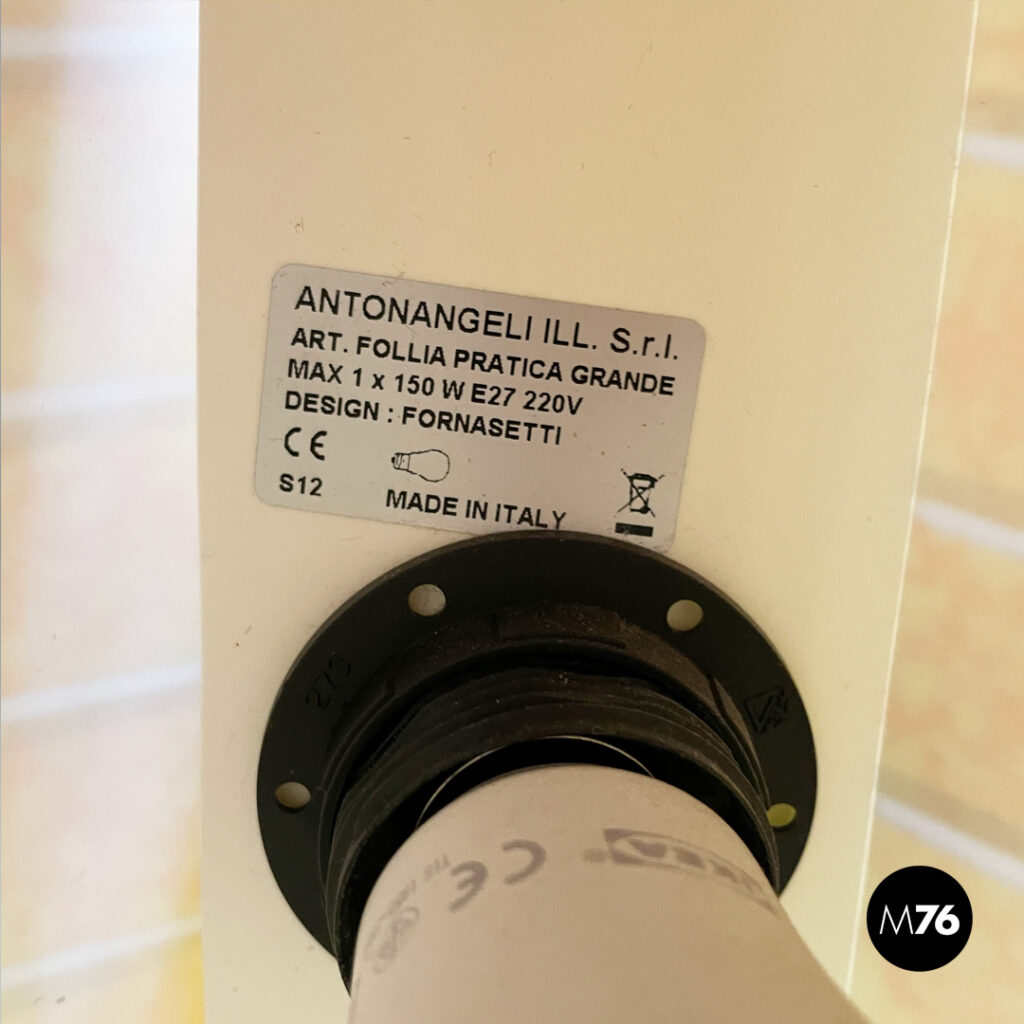 ANTONANGELI ILL. S.r.l.
ART. FOLLIA PRATICA GRANDE
MAX 1 x 150 W E27 220V
DESIGN : FORNASETTI
CE
S12
MADE IN ITALY
CE
M76